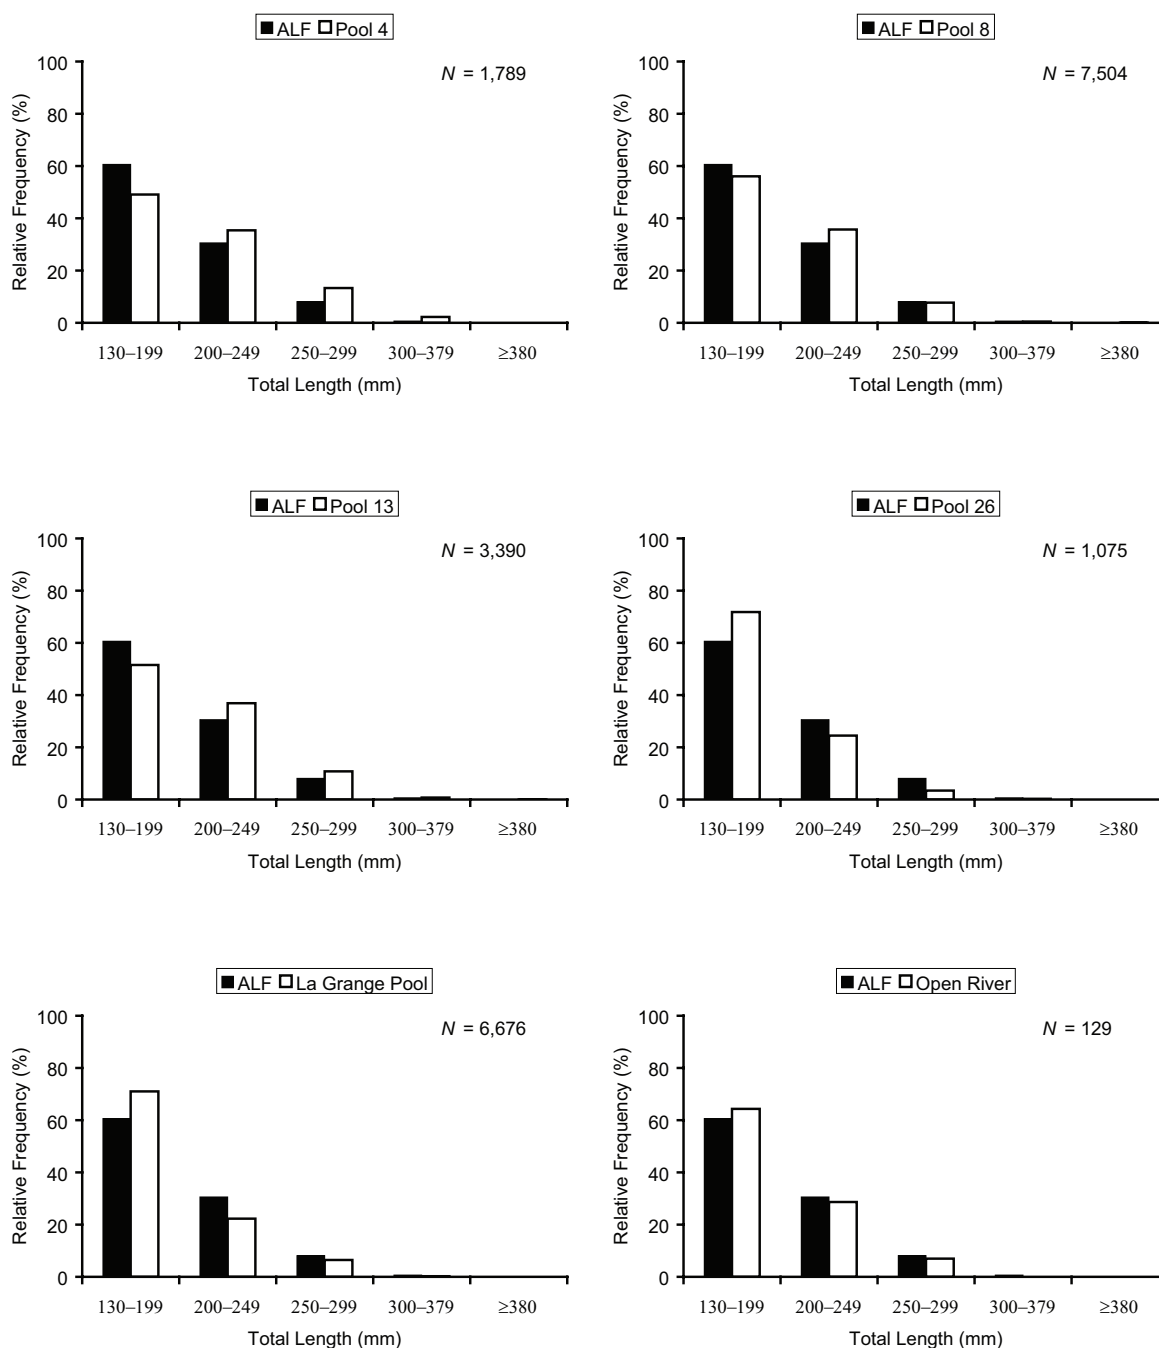 ALF Pool 4
N = 1,789
Relative Frequency (%)
100
80
60
40
20
0
130–199 200–249 250–299 300–379 ≥380
Total Length (mm)
ALF Pool 8
N = 7,504
Relative Frequency (%)
100
80
60
40
20
0
130–199 200–249 250–299 300–379 ≥380
Total Length (mm)
ALF Pool 13
N = 3,390
Relative Frequency (%)
100
80
60
40
20
0
130–199 200–249 250–299 300–379 ≥380
Total Length (mm)
ALF Pool 26
N = 1,075
Relative Frequency (%)
100
80
60
40
20
0
130–199 200–249 250–299 300–379 ≥380
Total Length (mm)
ALF La Grange Pool
N = 6,676
Relative Frequency (%)
100
80
60
40
20
0
130–199 200–249 250–299 300–379 ≥380
Total Length (mm)
ALF Open River
N = 129
Relative Frequency (%)
100
80
60
40
20
0
130–199 200–249 250–299 300–379 ≥380
Total Length (mm)